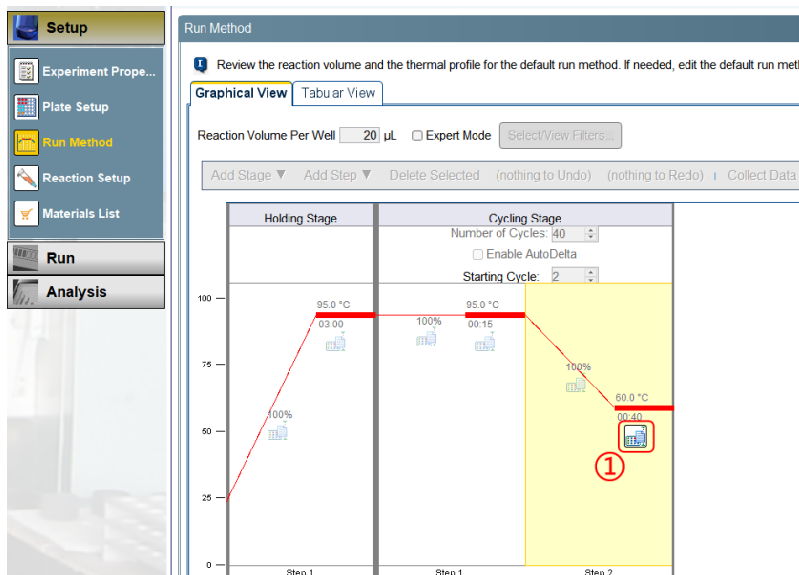 Setup
Experiment Prope...
Plate Setup
Run Method
Reaction Setup
Materials List
Run
Analysis
Run Method
Review the reaction volume and the thermal profile for the default run method. If needed, edit the default run met
Graphical View
Tabular View
Reaction Volume Per Well 20 µL Expert Mode Select/View Filters...
Add Stage ▼ Add Step ▼ Delete Selected (nothing to Undo) (nothing to Redo) Collect Data
Holding Stage
Cycling Stage
Number of Cycles: 40
Enable AutoDelta
Starting Cycle: 2
100
95.0 °C
03:00
100%
95.0 °C
00:15
75
100%
60.0 °C
00:40
100%
50
①
25
0
Step 1
Step 1
Step 2